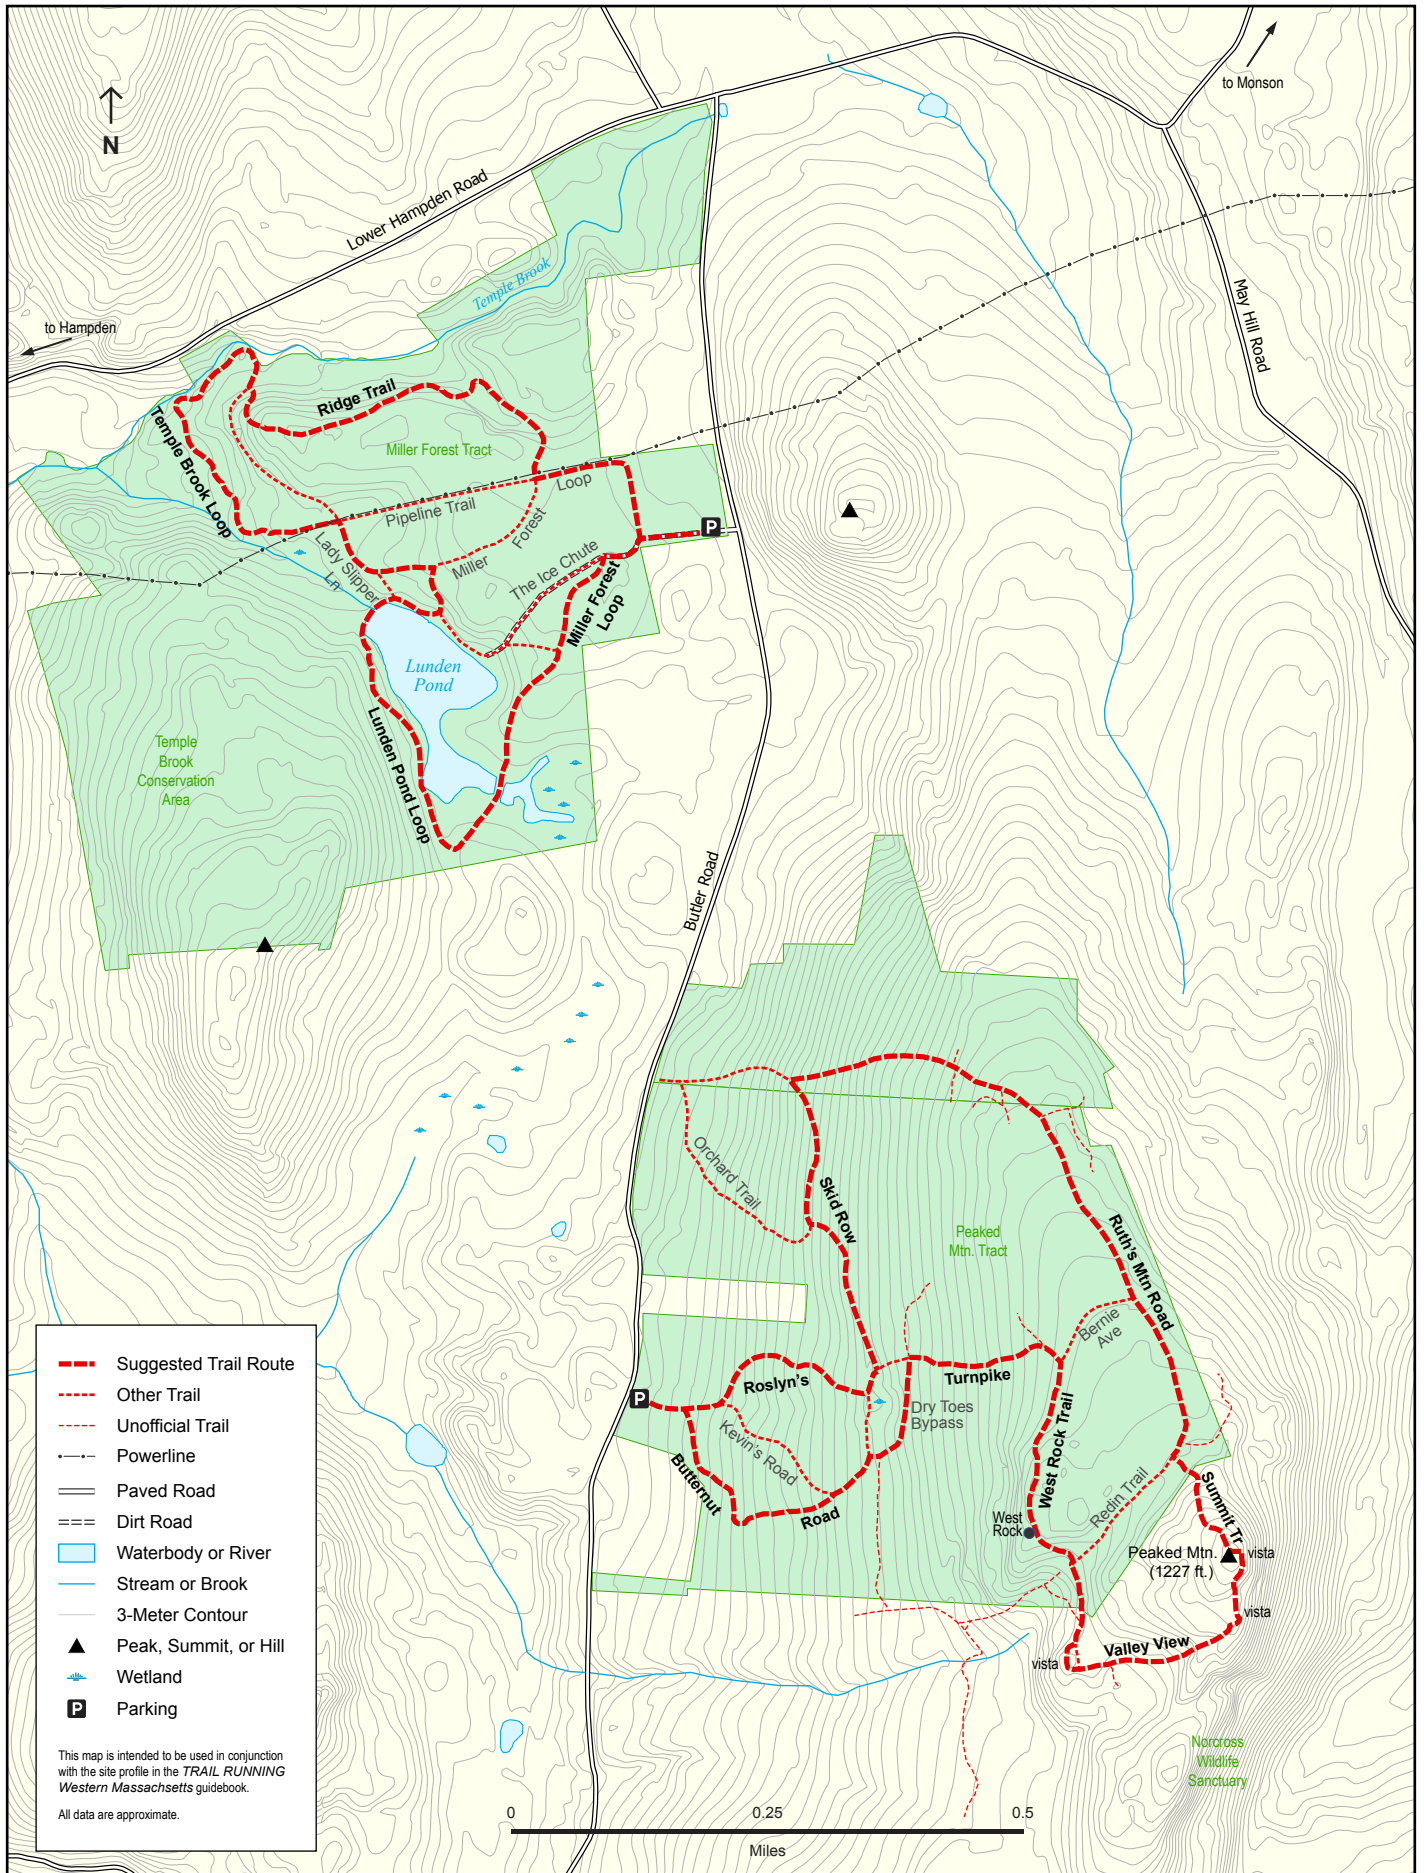 to Monson
N
Lower Hampden Road
Temple Brook
to Hampden
May Hill Road
Ridge Trail
Miller Forest Tract
Temple Brook Loop
Pipeline Trail
Loop
Forest
Miller
P
Lady Slipper
Ln
The Ice Chute
Miller Forest
Loop
Lunden
Pond
Lunden Pond Loop
Temple
Brook
Conservation
Area
Butler Road
Orchard Trail
Skid Row
Peaked
Mtn. Tract
Ruth's Mtn Road
Bernie
Ave
Roslyn's
Turnpike
P
Dry Toes
Bypass
Kevin's Road
Butternut
Road
West Rock Trail
Redin Trail
Summit Tr
West
Rock
Peaked Mtn.
(1227 ft.)
vista
vista
Valley View
vista
Norcross
Wildlife
Sanctuary
Suggested Trail Route
Other Trail
Unofficial Trail
Powerline
Paved Road
Dirt Road
Waterbody or River
Stream or Brook
3-Meter Contour
Peak, Summit, or Hill
Wetland
P Parking
This map is intended to be used in conjunction
with the site profile in the TRAIL RUNNING
Western Massachsetts guidebook.
All data are approximate.
0 0.25 0.5
Miles